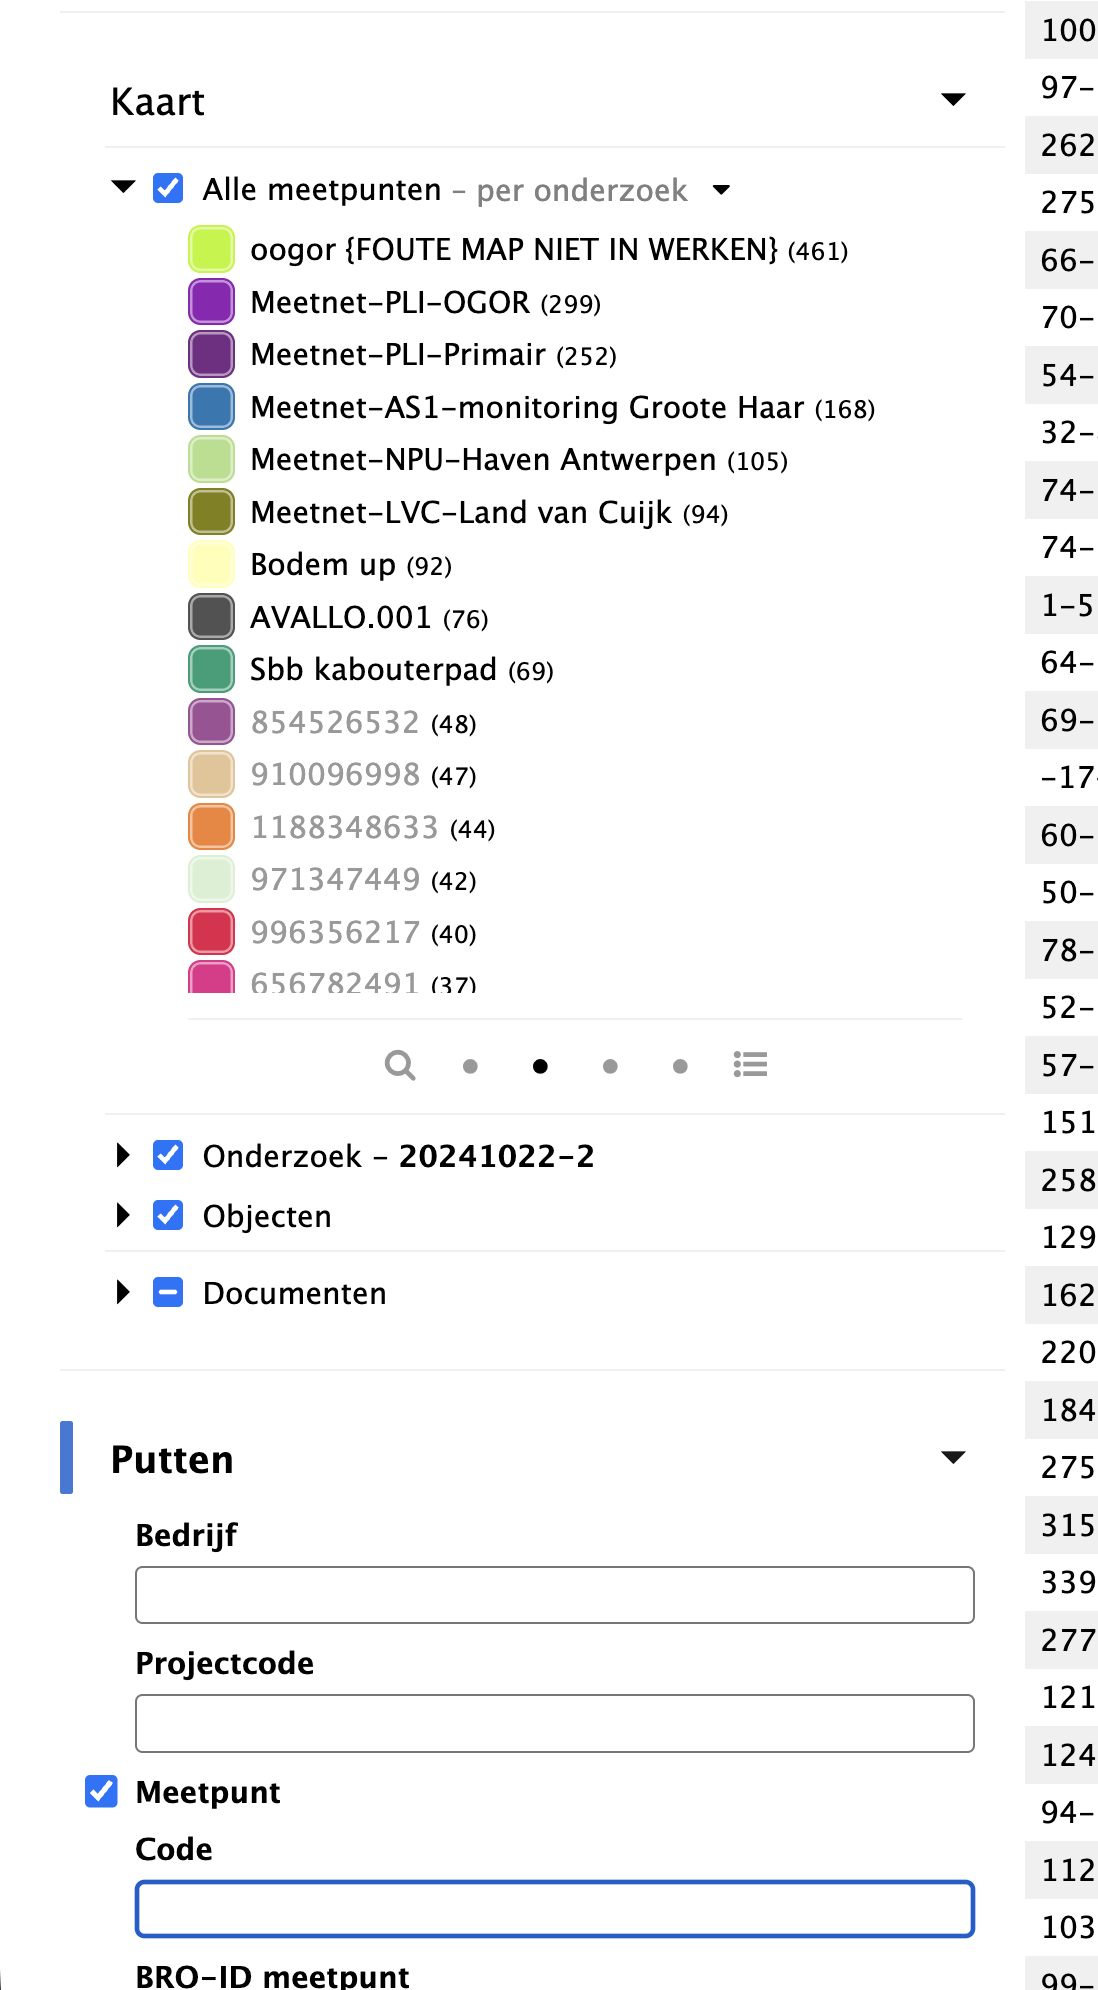 Kaart
Alle meetpunten – per onderzoek
oogor {FOUTE MAP NIET IN WERKEN} (461)
Meetnet-PLI-OGOR (299)
Meetnet-PLI-Primair (252)
Meetnet-AS1-monitoring Groote Haar (168)
Meetnet-NPU-Haven Antwerpen (105)
Meetnet-LVC-Land van Cuijk (94)
Bodem up (92)
AVALLO.001 (76)
Sbb kabouterpad (69)
854526532 (48)
910096998 (47)
1188348633 (44)
971347449 (42)
996356217 (40)
656782491 (37)
Onderzoek – 20241022-2
Objecten
Documenten
Putten
Bedrijf
Projectcode
Meetpunt
Code
BRO-ID meetpunt
100
97-
262
275
66-
70-
54-
32-
74-
74-
1-5
64-
69-
-17
60-
50-
78-
52-
57-
151
258
129
162
220
184
275
315
339
277
121
124
94-
112
103
99-